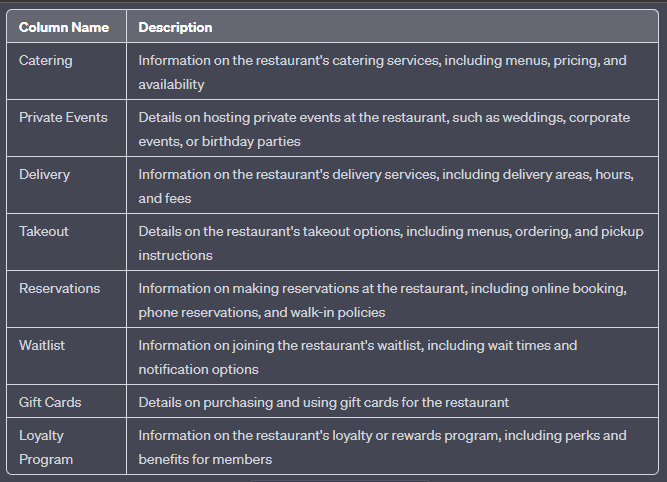 Column Name Description
Catering Information on the restaurant's catering services, including menus, pricing, and
availability
Private Events Details on hosting private events at the restaurant, such as weddings, corporate
events, or birthday parties
Delivery Information on the restaurant's delivery services, including delivery areas, hours,
and fees
Takeout Details on the restaurant's takeout options, including menus, ordering, and pickup
instructions
Reservations Information on making reservations at the restaurant, including online booking,
phone reservations, and walk-in policies
Waitlist Information on joining the restaurant's waitlist, including wait times and
notification options
Gift Cards Details on purchasing and using gift cards for the restaurant
Loyalty Information on the restaurant's loyalty or rewards program, including perks and
Program benefits for members